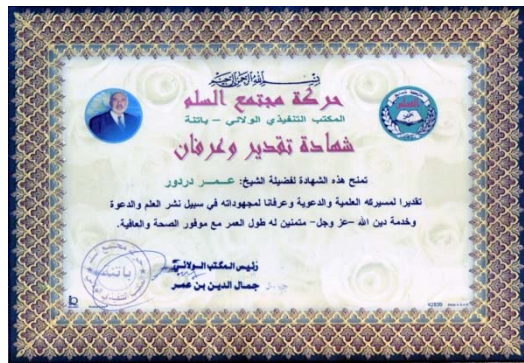 بسم الله الرحمن الرحيم
حركة مجتمع السلم
المكتب التنفيذي الولائي – باتنة
شهادة تقدير وعرفان
تمنح هذه الشهادة لفضيلة الشيخ: عمر دردور
تقديرا لمسيرته العلمية والدعوية وعرفانا لمجهوداته في سبيل نشر العلم والدعوة
وخدمة دين الله -عز وجل- متمنين له طول العمر مع موفور الصحة والعافية.
رئيس المكتب الولائي
جمال الدين بن عمر
باتنة